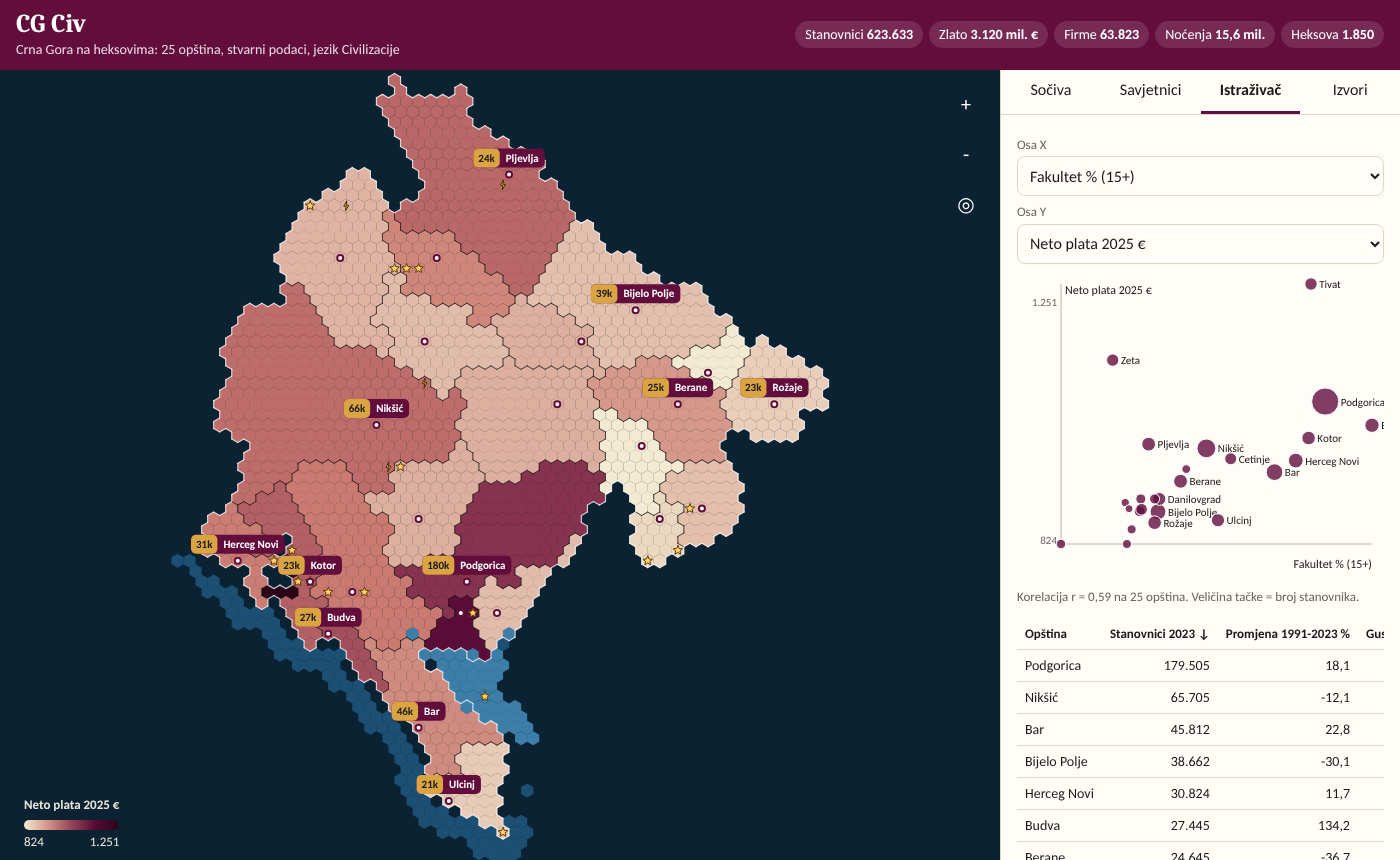 CG Civ
Crna Gora na heksovima: 25 opština, stvarni podaci, jezik Civilizacije
Stanovnici 623.633
Zlato 3.120 mil. €
Firme 63.823
Noćenja 15,6 mil.
Heksova 1.850
+
-
◎
24k Pljevlja
39k Bijelo Polje
25k Berane
23k Rožaje
66k Nikšić
31k Herceg Novi
23k Kotor
180k Podgorica
27k Budva
46k Bar
21k Ulcinj
Neto plata 2025 €
824 1.251
Sočiva Savjetnici Istraživač Izvori
Osa X
Fakultet % (15+)
Osa Y
Neto plata 2025 €
Neto plata 2025 €
1.251
Tivat
Zeta
Podgorica
Kotor
Pljevlja
Nikšić
Cetinje
Herceg Novi
Bar
Berane
Danilovgrad
Bijelo Polje
Ulcinj
Rožaje
824
Fakultet % (15+)
Korelacija r = 0,59 na 25 opština. Veličina tačke = broj stanovnika.
Opština Stanovnici 2023 ↓ Promjena 1991-2023 % Gus
Podgorica 179.505 18,1
Nikšić 65.705 -12,1
Bar 45.812 22,8
Bijelo Polje 38.662 -30,1
Herceg Novi 30.824 11,7
Budva 27.445 134,2
Berane 24.645 -36,7